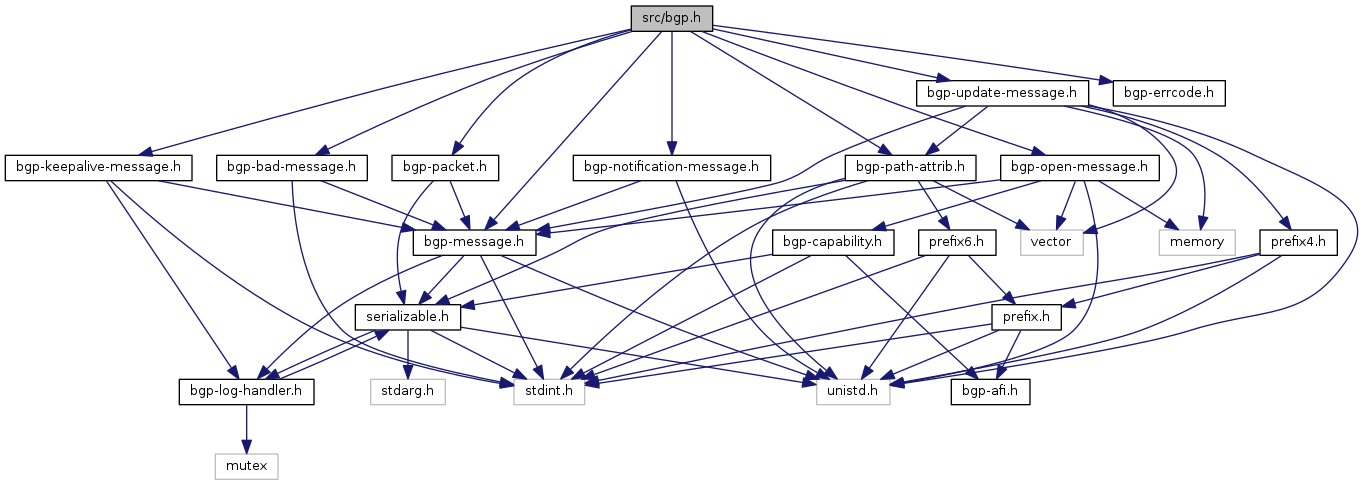 src/bgp.h
bgp-update-message.h
bgp-errcode.h
bgp-keepalive-message.h
bgp-bad-message.h
bgp-packet.h
bgp-notification-message.h
bgp-path-attrib.h
bgp-open-message.h
bgp-message.h
bgp-capability.h
prefix6.h
vector
memory
prefix4.h
serializable.h
prefix.h
bgp-log-handler.h
stdarg.h
stdint.h
unistd.h
bgp-afi.h
mutex